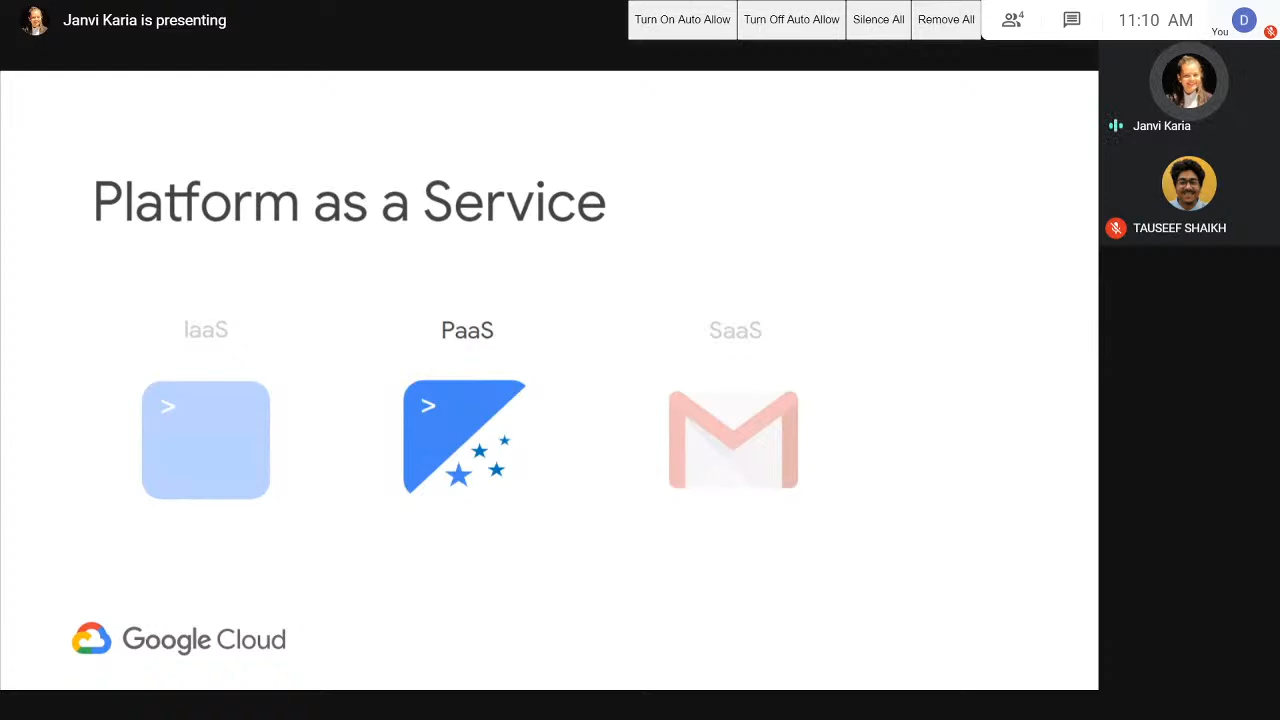 Janvi Karia is presenting
Turn On Auto Allow
Turn Off Auto Allow
Silence All
Remove All
4
11:10 AM
You
D
Janvi Karia
TAUSEEF SHAIKH
Platform as a Service
IaaS
PaaS
SaaS
>
>
Google Cloud